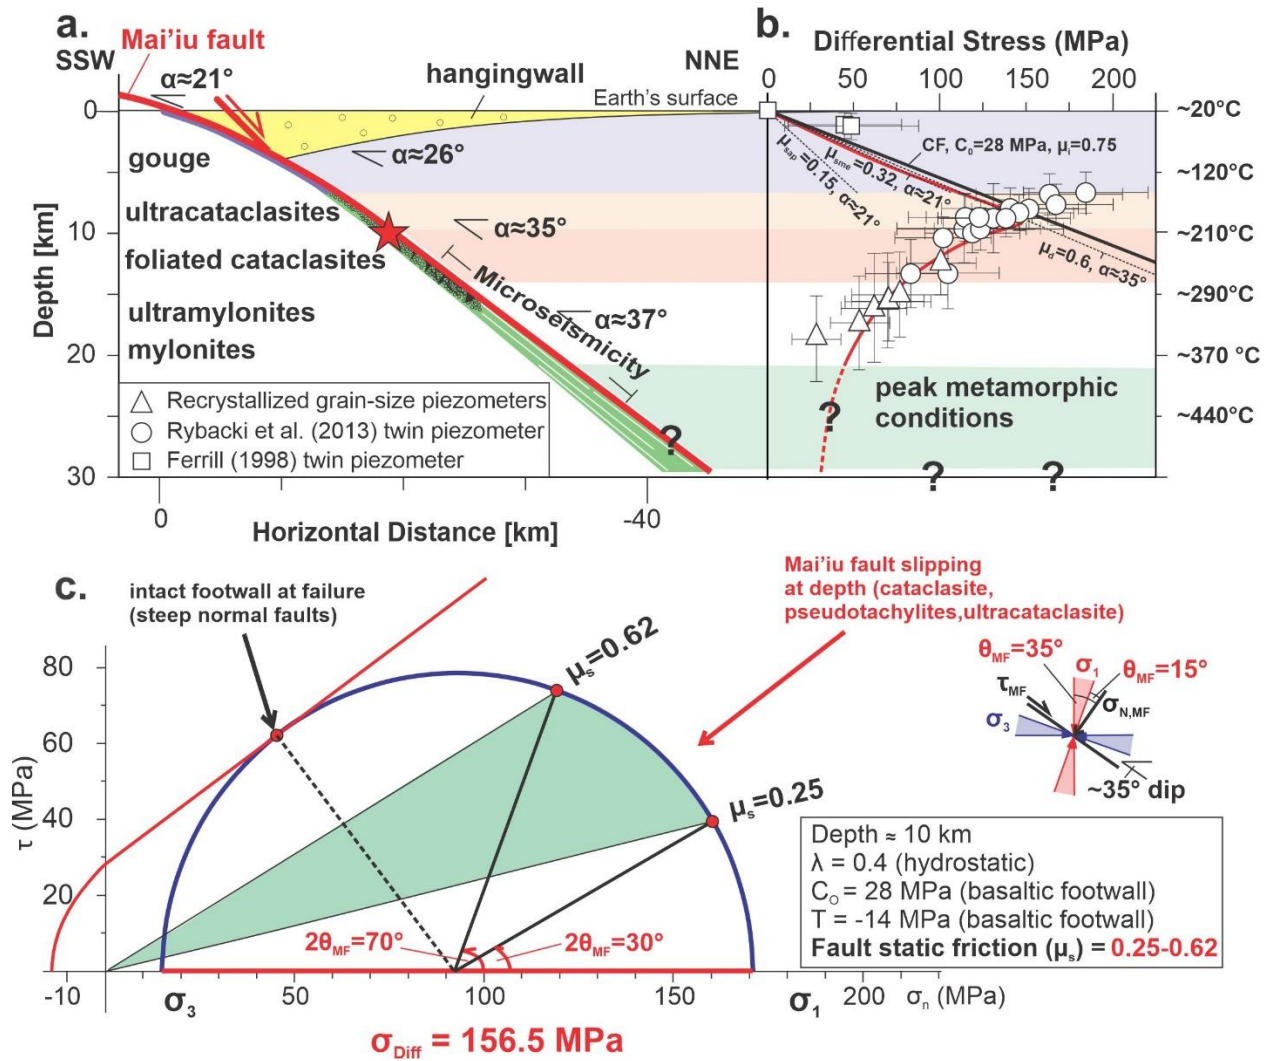 a.
SSW
Mai'iu fault
NNE
α≈21°
hangingwall
Earth's surface
α≈26°
gouge
ultracataclasites
α≈35°
foliated cataclasites
Microseismicity
α≈37°
ultramylonites
mylonites
?
△ Recrystallized grain-size piezometers
○ Rybacki et al. (2013) twin piezometer
□ Ferrill (1998) twin piezometer
Depth [km]
0
10
20
30
0
-40
Horizontal Distance [km]
b.
Differential Stress (MPa)
0
50
100
150
200
~20°C
~120°C
~210°C
~290°C
~370 °C
~440°C
CF, C₀=28 MPa, μᵢ=0.75
μsme=0.32, α≈21°
μsap=0.15, α≈21°
μd=0.6, α≈35°
peak metamorphic
conditions
?
?
?
c.
intact footwall at failure
(steep normal faults)
Mai'iu fault slipping
at depth (cataclasite,
pseudotachylites,ultracataclasite)
μs=0.62
μs=0.25
2θMF=70°
2θMF=30°
τ (MPa)
80
60
40
20
-10
σ₃
50
100
150
σ₁
200
σn (MPa)
σDiff = 156.5 MPa
θMF=35°
σ₁
θMF=15°
τMF
σN,MF
σ₃
~35° dip
Depth ≈ 10 km
λ = 0.4 (hydrostatic)
CO = 28 MPa (basaltic footwall)
T = -14 MPa (basaltic footwall)
Fault static friction (μs) = 0.25-0.62